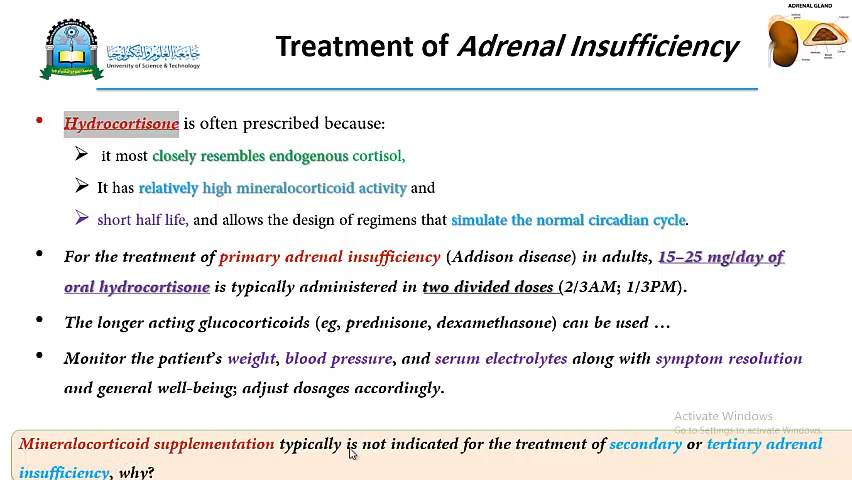 ADRENAL GLAND
جامعة العلوم والتكنولوجيا
University of Science & Technology
Treatment of Adrenal Insufficiency
• Hydrocortisone is often prescribed because:
➢ it most closely resembles endogenous cortisol,
➢ It has relatively high mineralocorticoid activity and
➢ short half life, and allows the design of regimens that simulate the normal circadian cycle.
• For the treatment of primary adrenal insufficiency (Addison disease) in adults, 15–25 mg/day of
oral hydrocortisone is typically administered in two divided doses (2/3AM; 1/3PM).
• The longer acting glucocorticoids (eg, prednisone, dexamethasone) can be used …
• Monitor the patient's weight, blood pressure, and serum electrolytes along with symptom resolution
and general well-being; adjust dosages accordingly.
Activate Windows
Go to Settings to activate Windows.
Mineralocorticoid supplementation typically is not indicated for the treatment of secondary or tertiary adrenal
insufficiency, why?